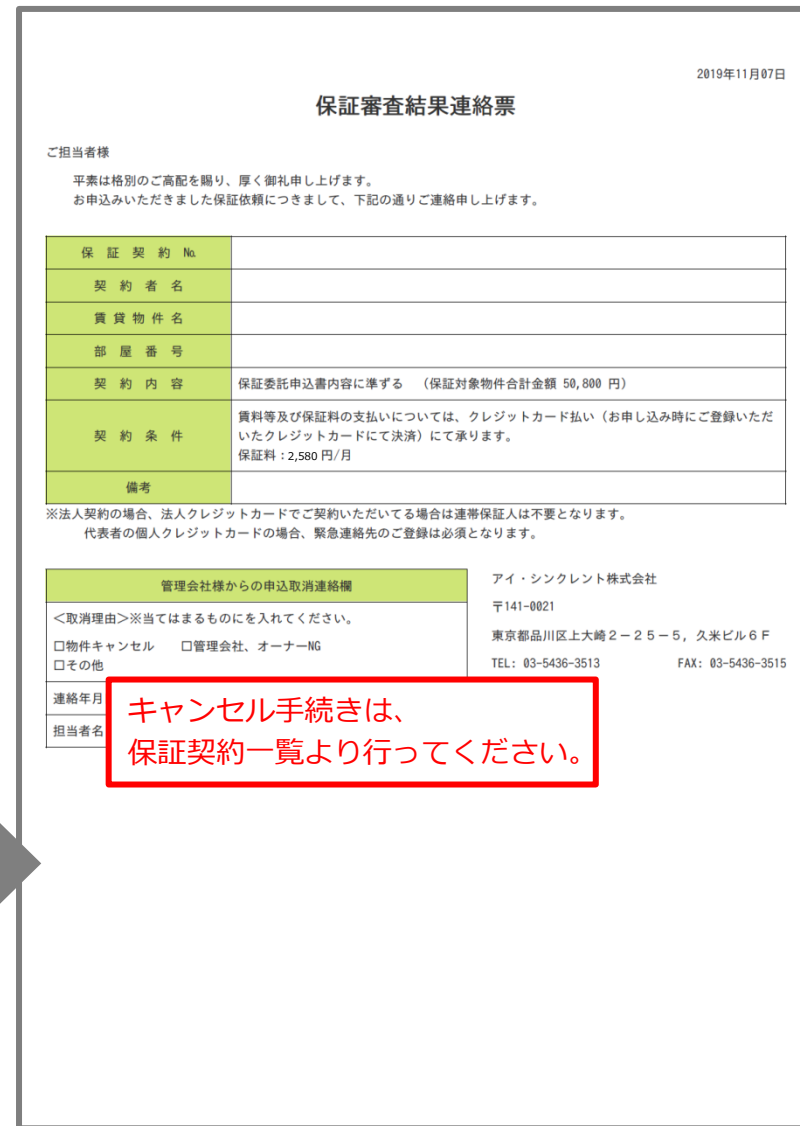 2019年11月07日
保証審査結果連絡票
ご担当者様
平素は格別のご高配を賜り、厚く御礼申し上げます。
お申込みいただきました保証依頼につきまして、下記の通りご連絡申し上げます。
保 証 契 約 №
契 約 者 名
賃 貸 物 件 名
部 屋 番 号
契 約 内 容
保証委託申込書内容に準ずる （保証対象物件合計金額 50,800 円）
契 約 条 件
賃料等及び保証料の支払いについては、クレジットカード払い（お申し込み時にご登録いただ
いたクレジットカードにて決済）にて承ります。
保証料：2,580 円/月
備考
※法人契約の場合、法人クレジットカードでご契約いただいてる場合は連帯保証人は不要となります。
代表者の個人クレジットカードの場合、緊急連絡先のご登録は必須となります。
管理会社様からの申込取消連絡欄
＜取消理由＞※当てはまるものにを入れてください。
□物件キャンセル □管理会社、オーナーNG
□その他
連絡年月
担当者名
キャンセル手続きは、
保証契約一覧より行ってください。
アイ・シンクレント株式会社
〒141-0021
東京都品川区上大崎２－２５－５，久米ビル６Ｆ
TEL: 03-5436-3513 FAX: 03-5436-3515